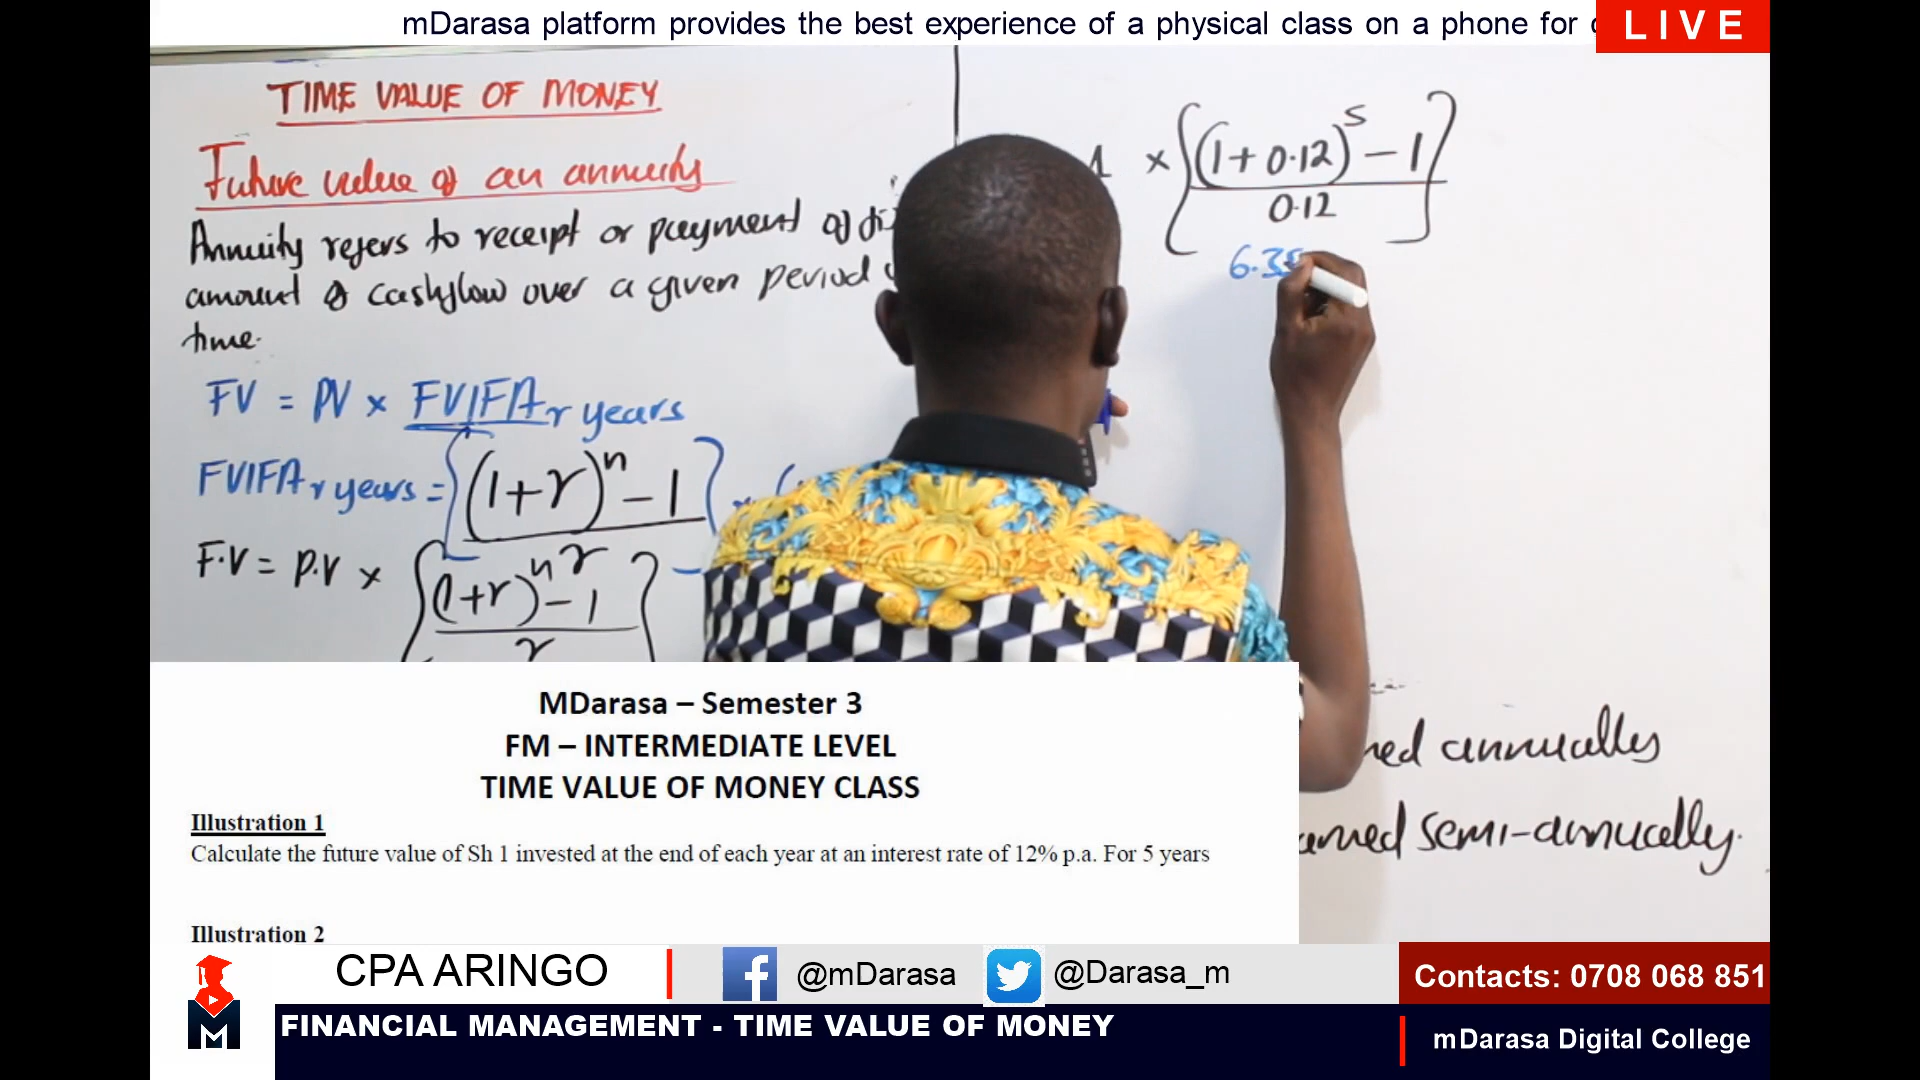 mDarasa platform provides the best experience of a physical class on a phone for
LIVE
TIME VALUE OF MONEY
Future value of an annuity
Annuity refers to receipt or payment of
amount of cashflow over a given period
time.
FV = PV × FVIFA r years
FVIFA r years = {(1+r)^n - 1
r
F.V = P.V × {(1+r)^n - 1}
r
1 × [(1+0.12)^5 - 1]
0.12
6.35
annually
semi-annually.
MDarasa – Semester 3
FM – INTERMEDIATE LEVEL
TIME VALUE OF MONEY CLASS
Illustration 1
Calculate the future value of Sh 1 invested at the end of each year at an interest rate of 12% p.a. For 5 years
Illustration 2
CPA ARINGO
@mDarasa
@Darasa_m
Contacts: 0708 068 851
M
FINANCIAL MANAGEMENT - TIME VALUE OF MONEY
mDarasa Digital College